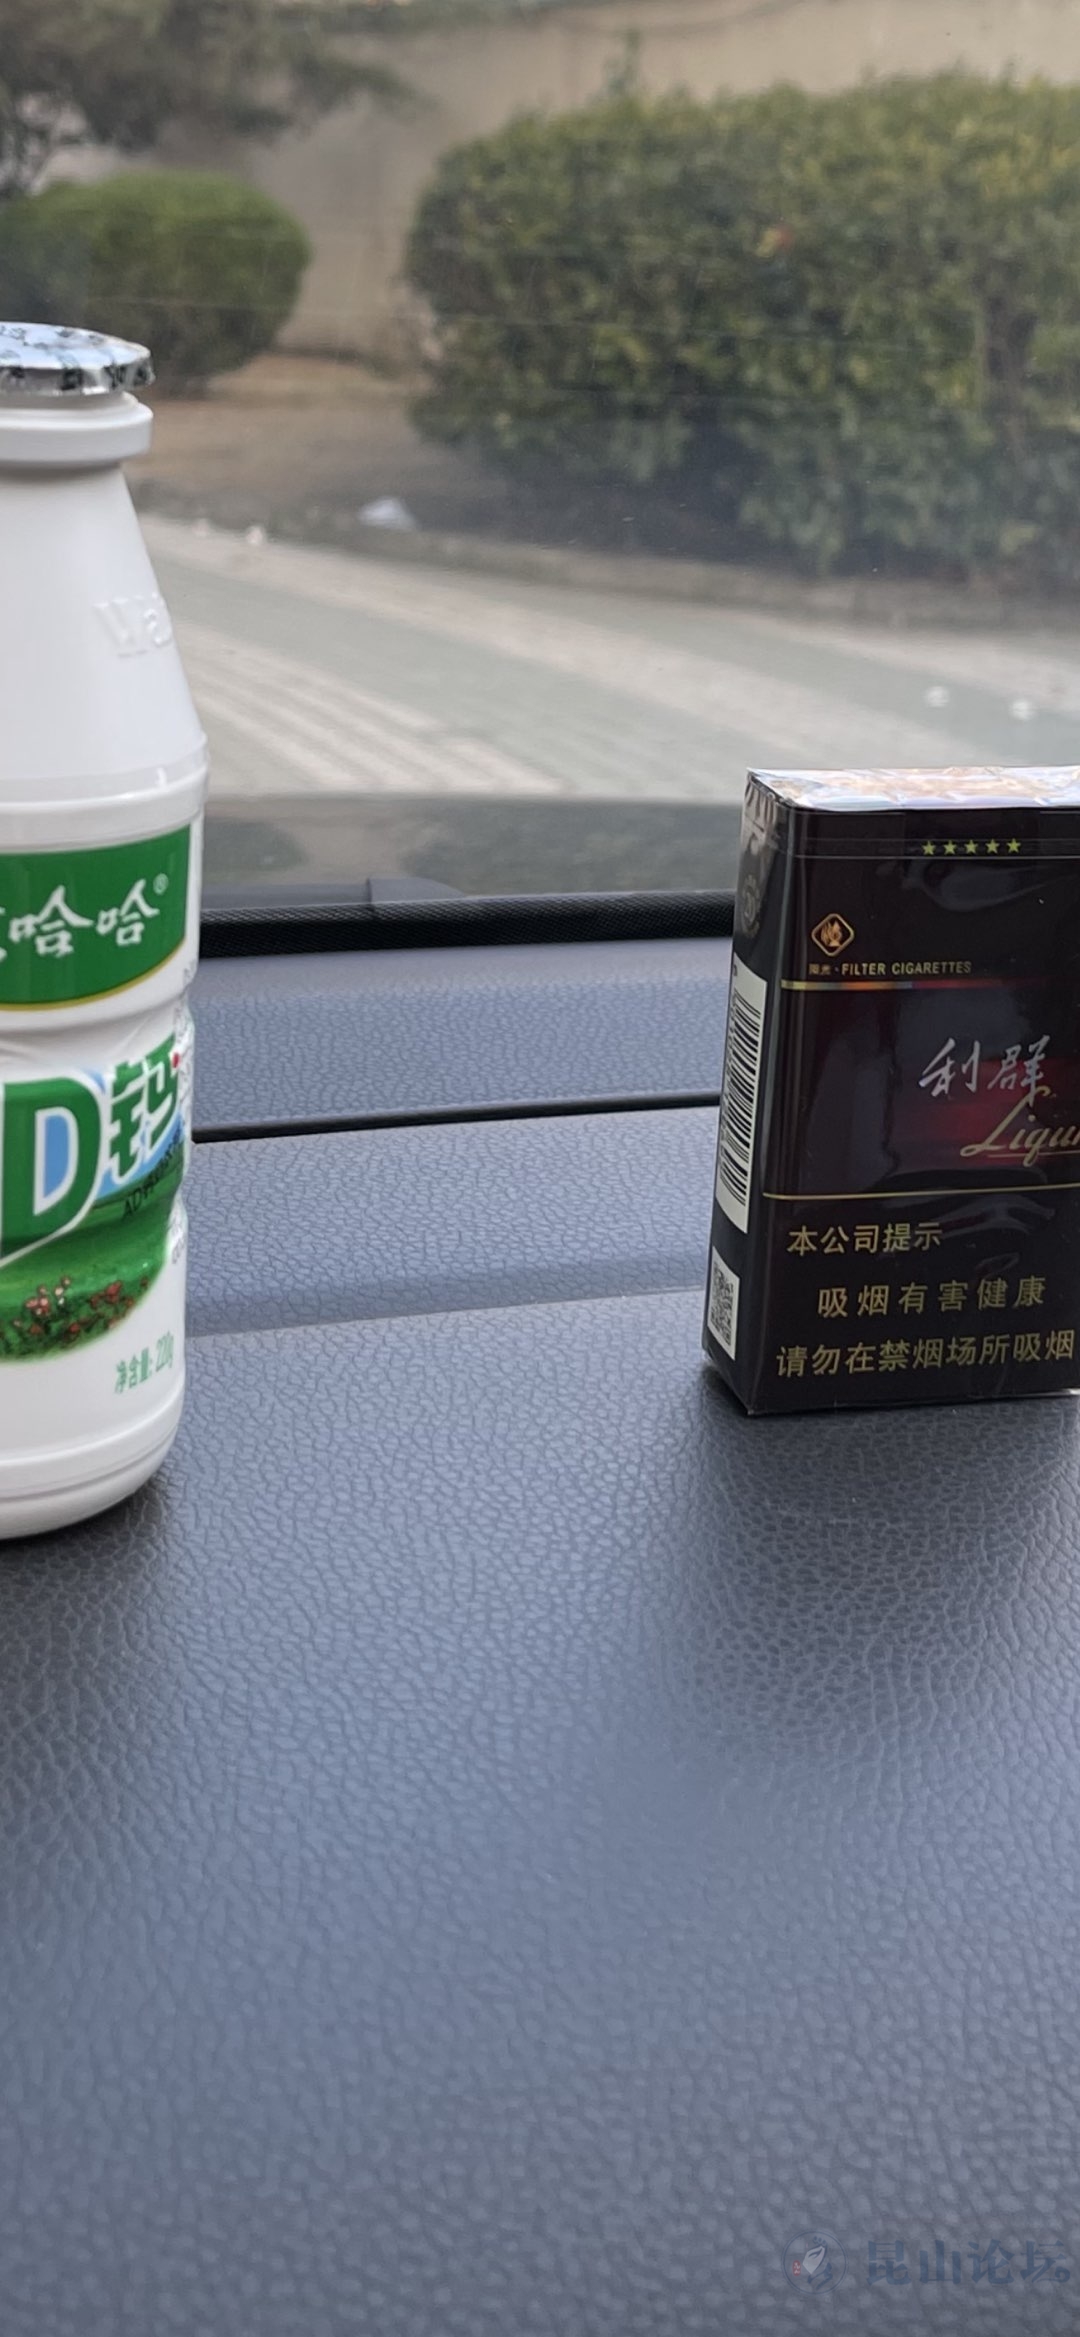 哈哈®
D钙
净含量: 220g
★★★★★
阳光·FILTER CIGARETTES
利群
Liqun
本公司提示
吸烟有害健康
请勿在禁烟场所吸烟
昆山论坛